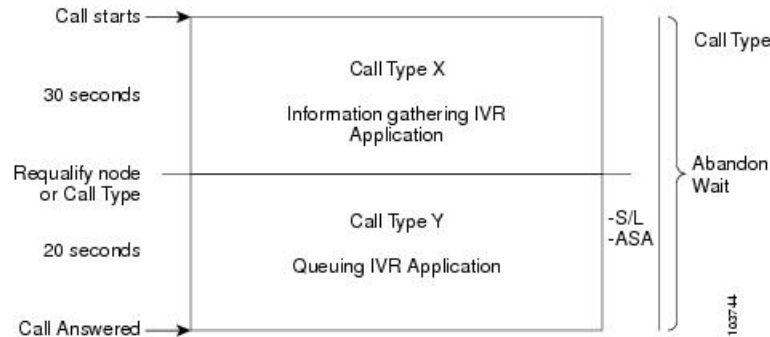 Call starts
Call Type
Call Type X
30 seconds
Information gathering IVR
Application
Requalify node
or Call Type
Abandon
Wait
Call Type Y
-S/L
-ASA
20 seconds
Queuing IVR Application
Call Answered
103744